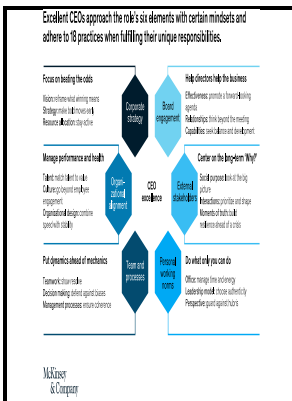 Excellent CEOs approach the role's six elements with certain mindsets and
adhere to 18 practices when fulfilling their unique responsibilities.
Focus on beating the odds
Vision: reframe what winning means
Strategy: make bold moves early
Resource allocation: stay active
Corporate
strategy
Board
engagement
Help directors help the business
Effectiveness: promote a forward-looking
agenda
Relationships: think beyond the meeting
Capabilities: seek balance and development
Manage performance and health
Talent: match talent to value
Culture: go beyond employee
engagement
Organizational design: combine
speed with stability
Organi-
zational
alignment
CEO
excellence
External
stakeholders
Center on the long-term 'Why?'
Social purpose: look at the big
picture
Interactions: prioritize and shape
Moments of truth: build
resilience ahead of a crisis
Put dynamics ahead of mechanics
Teamwork: show resolve
Decision making: defend against biases
Management processes: ensure coherence
Team and
processes
Personal
working
norms
Do what only you can do
Office: manage time and energy
Leadership model: choose authenticity
Perspective: guard against hubris
McKinsey
& Company